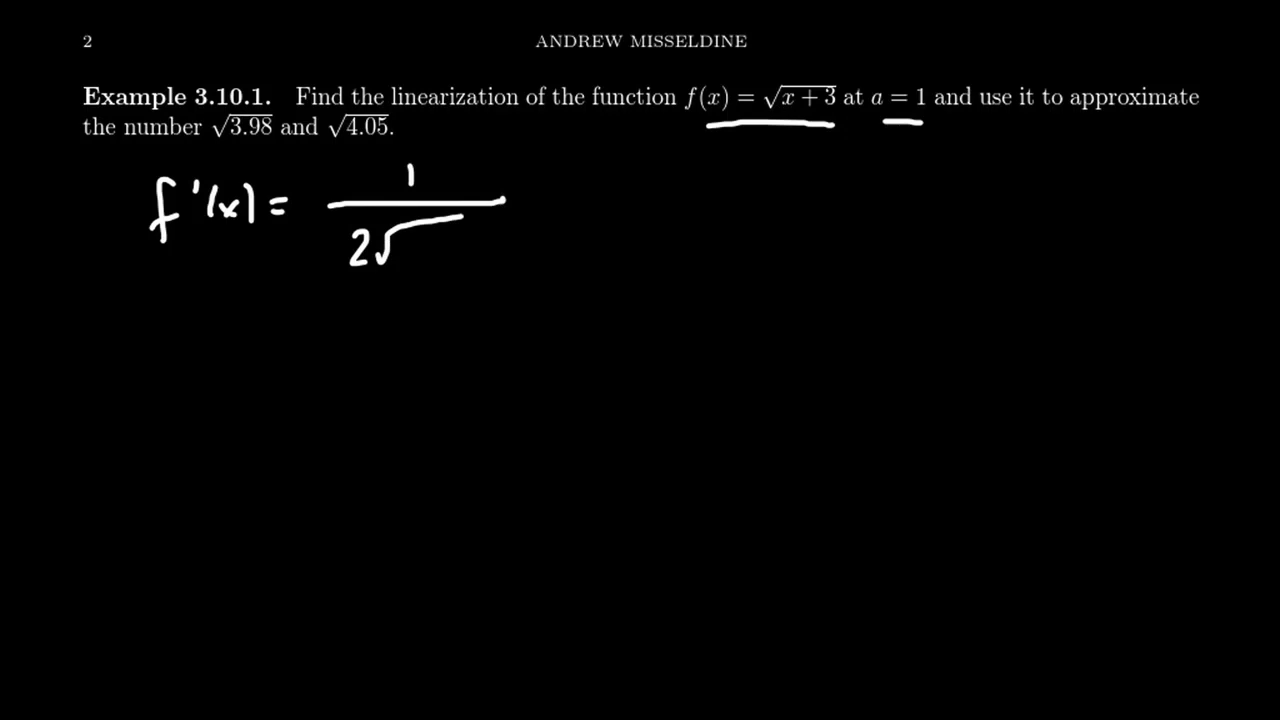 2 ANDREW MISSELDINE
Example 3.10.1. Find the linearization of the function f(x) = √(x + 3) at a = 1 and use it to approximate
the number √3.98 and √4.05.
f'(x) = 1
2√